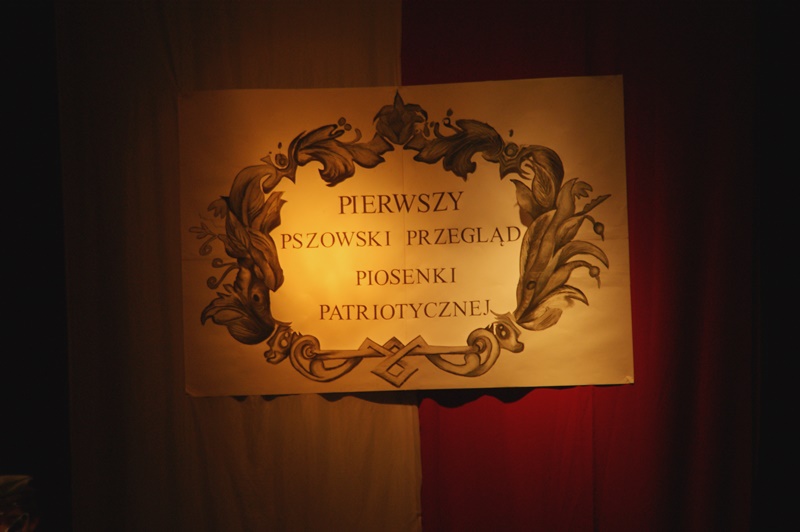 PIERWSZY
PSZOWSKI PRZEGLĄD
PIOSENKI
PATRIOTYCZNEJ